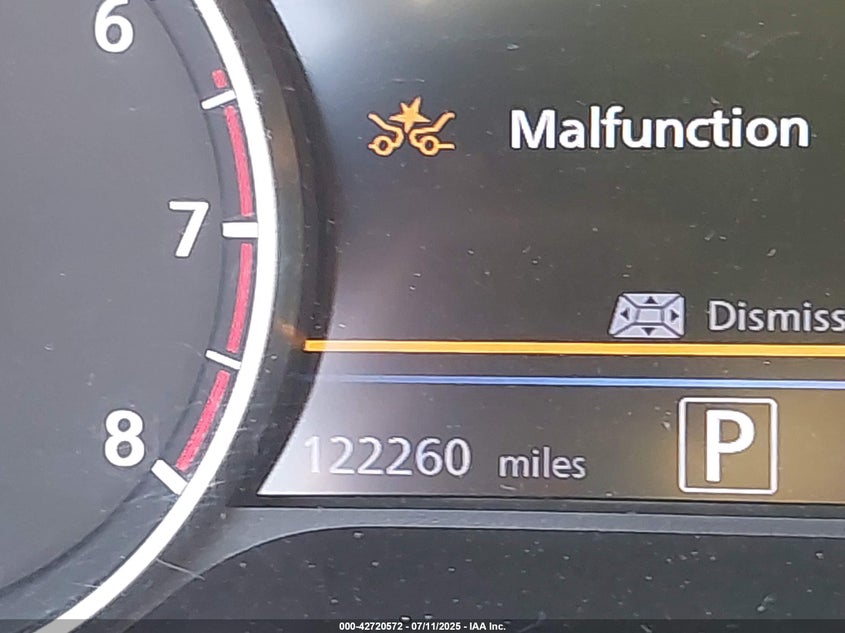 6
Malfunction
7
Dismiss
8
122260 miles
P
000-42720572 - 07/11/2025 - IAA Inc.